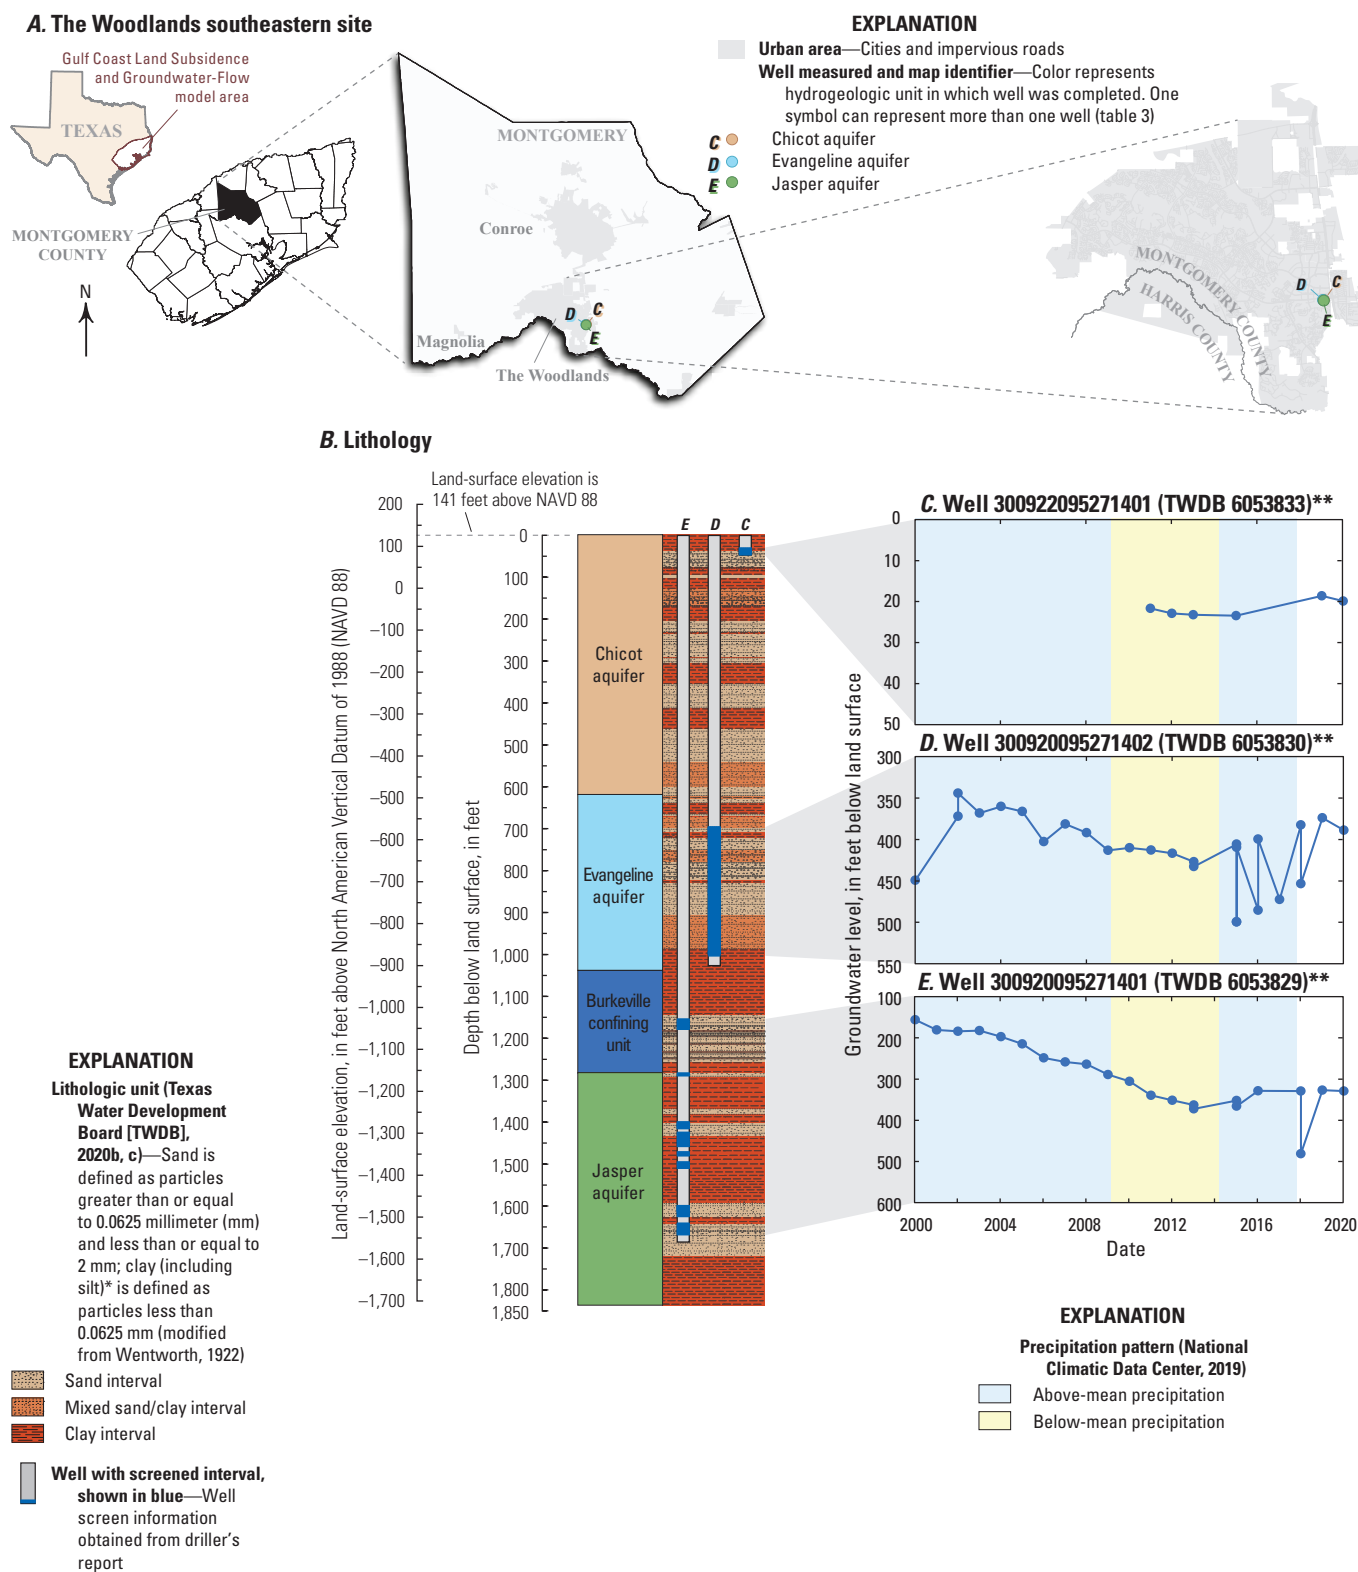 A. The Woodlands southeastern site
Gulf Coast Land Subsidence
and Groundwater-Flow
model area
TEXAS
MONTGOMERY
COUNTY
N
MONTGOMERY
Conroe
Magnolia
The Woodlands
D
C
E
EXPLANATION
Urban area—Cities and impervious roads
Well measured and map identifier—Color represents
hydrogeologic unit in which well was completed. One
symbol can represent more than one well (table 3)
C Chicot aquifer
D Evangeline aquifer
E Jasper aquifer
MONTGOMERY COUNTY
HARRIS COUNTY
D
C
E
B. Lithology
Land-surface elevation is
141 feet above NAVD 88
Land-surface elevation, in feet above North American Vertical Datum of 1988 (NAVD 88)
200
100
0
–100
–200
–300
–400
–500
–600
–700
–800
–900
–1,000
–1,100
–1,200
–1,300
–1,400
–1,500
–1,600
–1,700
Depth below land surface, in feet
0
100
200
300
400
500
600
700
800
900
1,000
1,100
1,200
1,300
1,400
1,500
1,600
1,700
1,800
1,850
E D C
Chicot
aquifer
Evangeline
aquifer
Burkeville
confining
unit
Jasper
aquifer
Groundwater level, in feet below land surface
C. Well 300922095271401 (TWDB 6053833)**
0
10
20
30
40
50
D. Well 300920095271402 (TWDB 6053830)**
300
350
400
450
500
550
E. Well 300920095271401 (TWDB 6053829)**
100
200
300
400
500
600
2000 2004 2008 2012 2016 2020
Date
EXPLANATION
Precipitation pattern (National
Climatic Data Center, 2019)
Above-mean precipitation
Below-mean precipitation
EXPLANATION
Lithologic unit (Texas
Water Development
Board [TWDB],
2020b, c)—Sand is
defined as particles
greater than or equal
to 0.0625 millimeter (mm)
and less than or equal to
2 mm; clay (including
silt)* is defined as
particles less than
0.0625 mm (modified
from Wentworth, 1922)
Sand interval
Mixed sand/clay interval
Clay interval
Well with screened interval,
shown in blue—Well
screen information
obtained from driller's
report